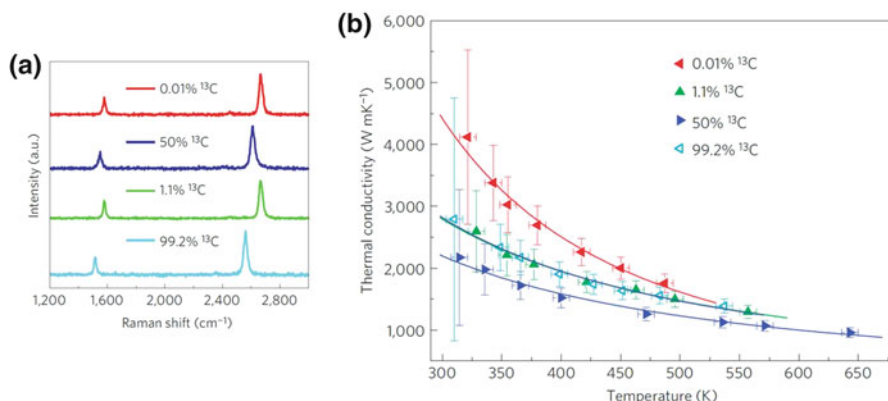 (a)
0.01% ¹³C
50% ¹³C
1.1% ¹³C
99.2% ¹³C
Intensity (a.u.)
1,200
1,600
2,000
2,400
2,800
Raman shift (cm⁻¹)
(b)
6,000
5,000
4,000
3,000
2,000
1,000
Thermal conductivity (W mK⁻¹)
0.01% ¹³C
1.1% ¹³C
50% ¹³C
99.2% ¹³C
300
350
400
450
500
550
600
650
Temperature (K)